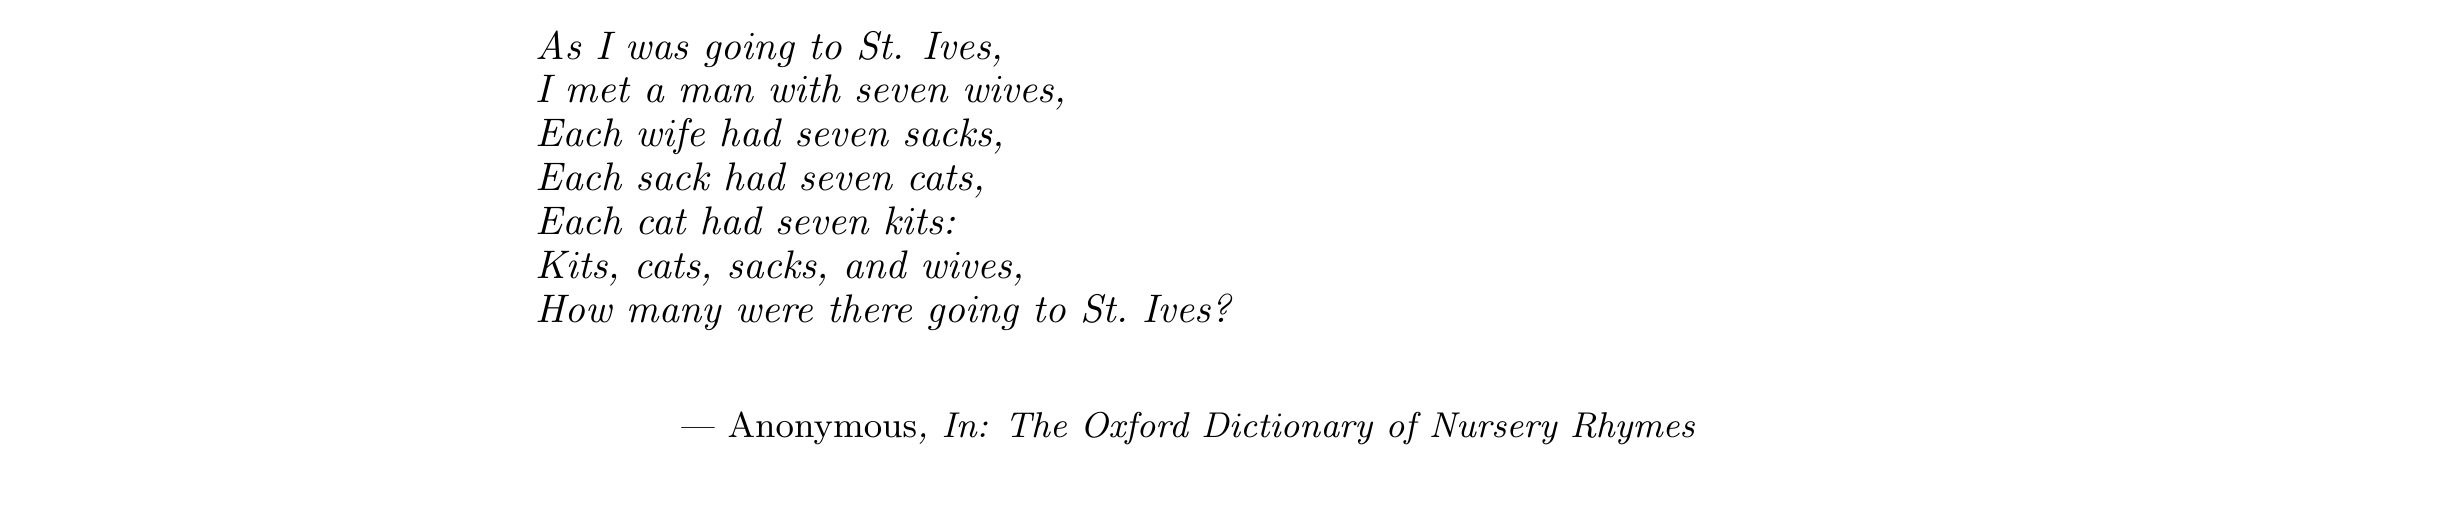 As I was going to St. Ives,
I met a man with seven wives,
Each wife had seven sacks,
Each sack had seven cats,
Each cat had seven kits:
Kits, cats, sacks, and wives,
How many were there going to St. Ives?
— Anonymous, In: The Oxford Dictionary of Nursery Rhymes